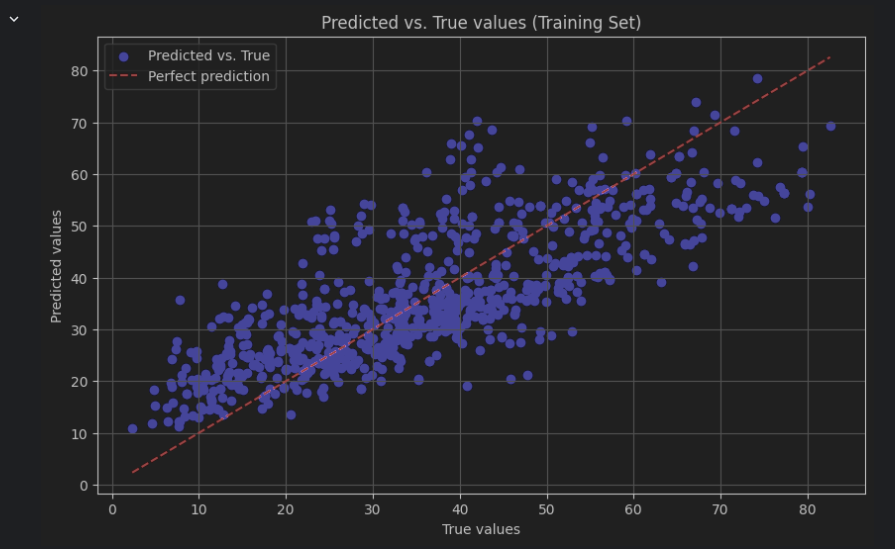 Predicted vs. True values (Training Set)
Predicted vs. True
Perfect prediction
80
70
60
50
40
30
20
10
0
Predicted values
0 10 20 30 40 50 60 70 80
True values